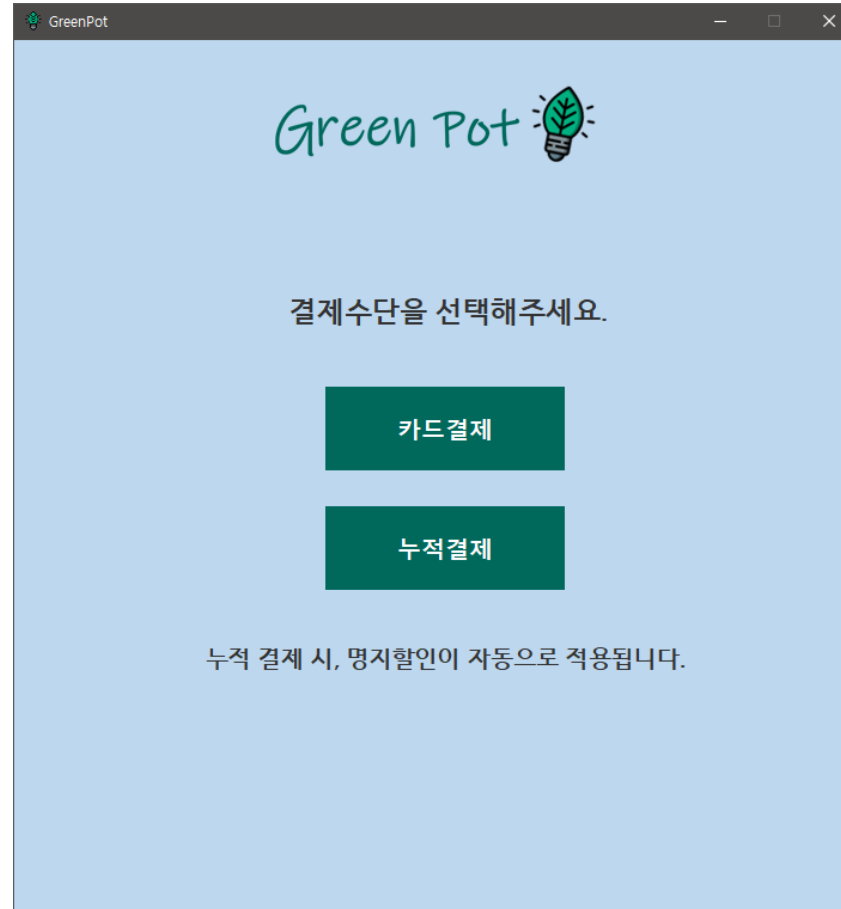 GreenPot
Green Pot
결제수단을 선택해주세요.
카드결제
누적결제
누적 결제 시, 명지할인이 자동으로 적용됩니다.